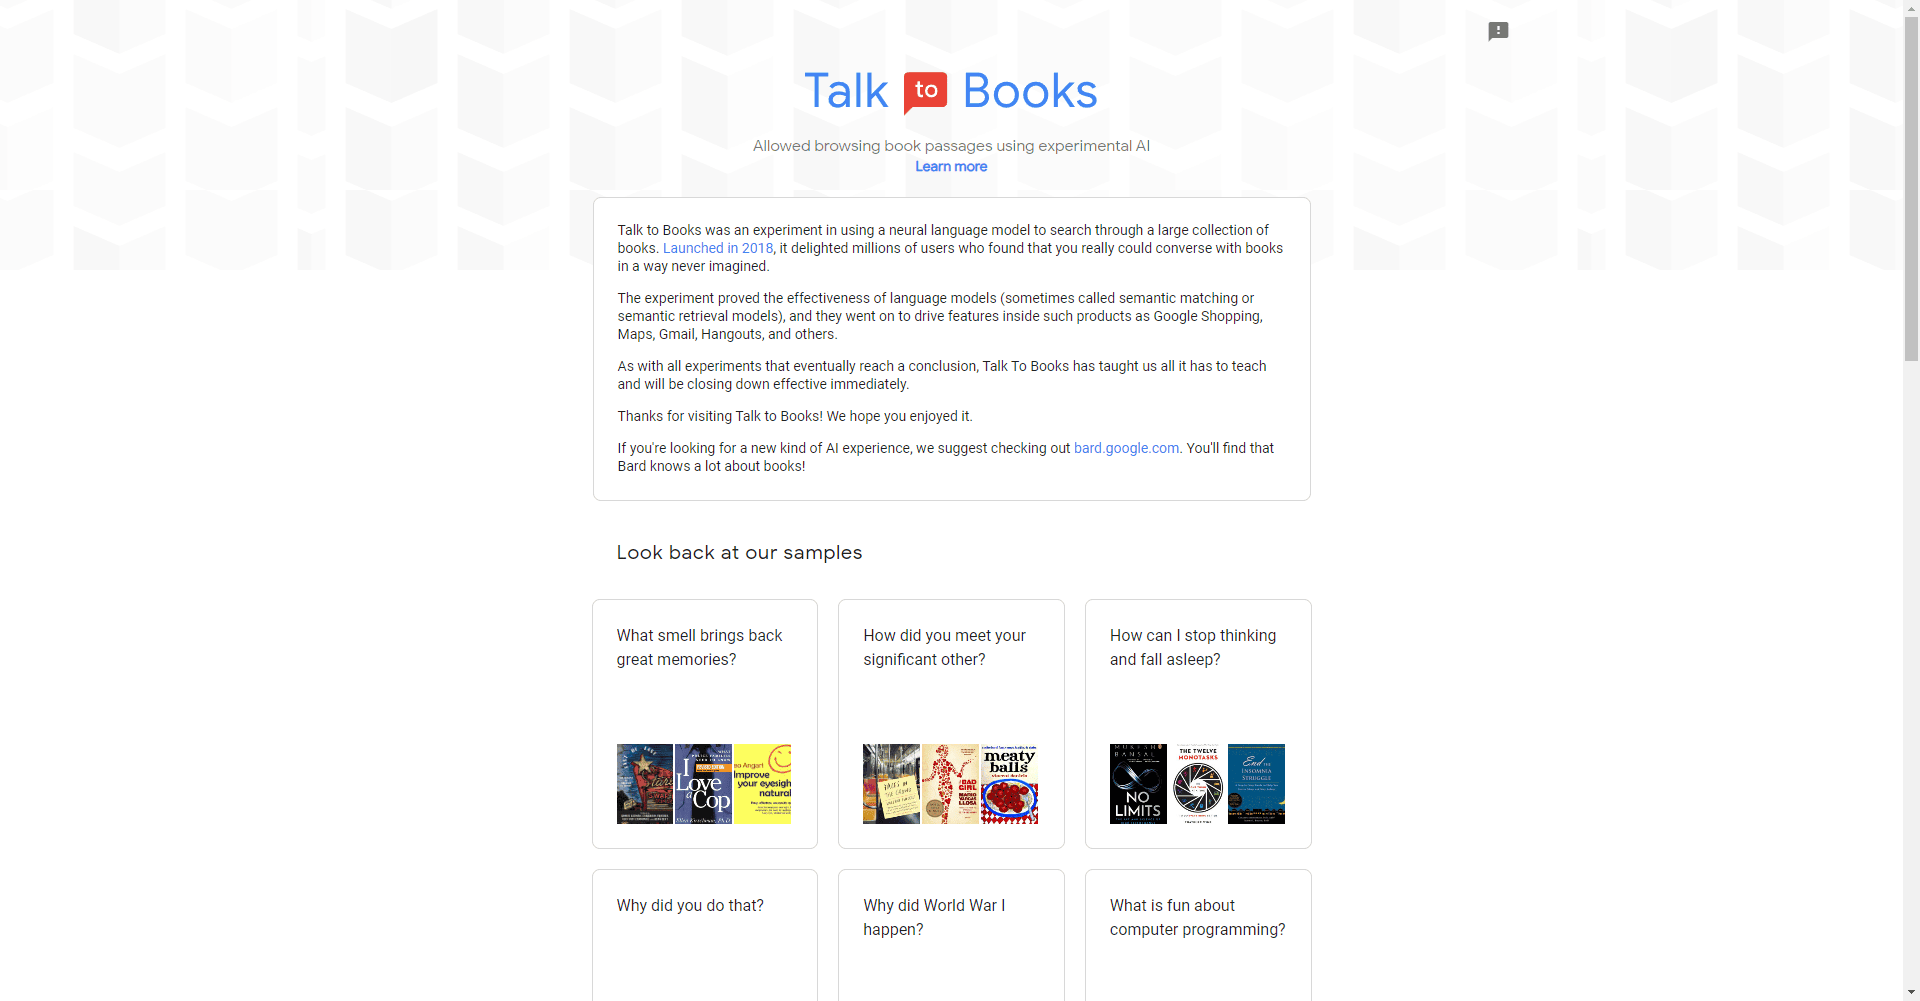 Talk to Books
Allowed browsing book passages using experimental AI
Learn more
Talk to Books was an experiment in using a neural language model to search through a large collection of
books. Launched in 2018, it delighted millions of users who found that you really could converse with books
in a way never imagined.
The experiment proved the effectiveness of language models (sometimes called semantic matching or
semantic retrieval models), and they went on to drive features inside such products as Google Shopping,
Maps, Gmail, Hangouts, and others.
As with all experiments that eventually reach a conclusion, Talk To Books has taught us all it has to teach
and will be closing down effective immediately.
Thanks for visiting Talk to Books! We hope you enjoyed it.
If you're looking for a new kind of AI experience, we suggest checking out bard.google.com. You'll find that
Bard knows a lot about books!
Look back at our samples
What smell brings back
great memories?
I
Love
a Cop
Ellen Kirschman, Ph.D
Improve
your eyesight
natural
How did you meet your
significant other?
BAD
GIRL
MARIO
VARGAS
LLOSA
meaty
balls
How can I stop thinking
and fall asleep?
BANSAL
NO
LIMITS
THE TWELVE
MONOTASKS
End the
INSOMNIA
STRUGGLE
Why did you do that?
Why did World War I
happen?
What is fun about
computer programming?